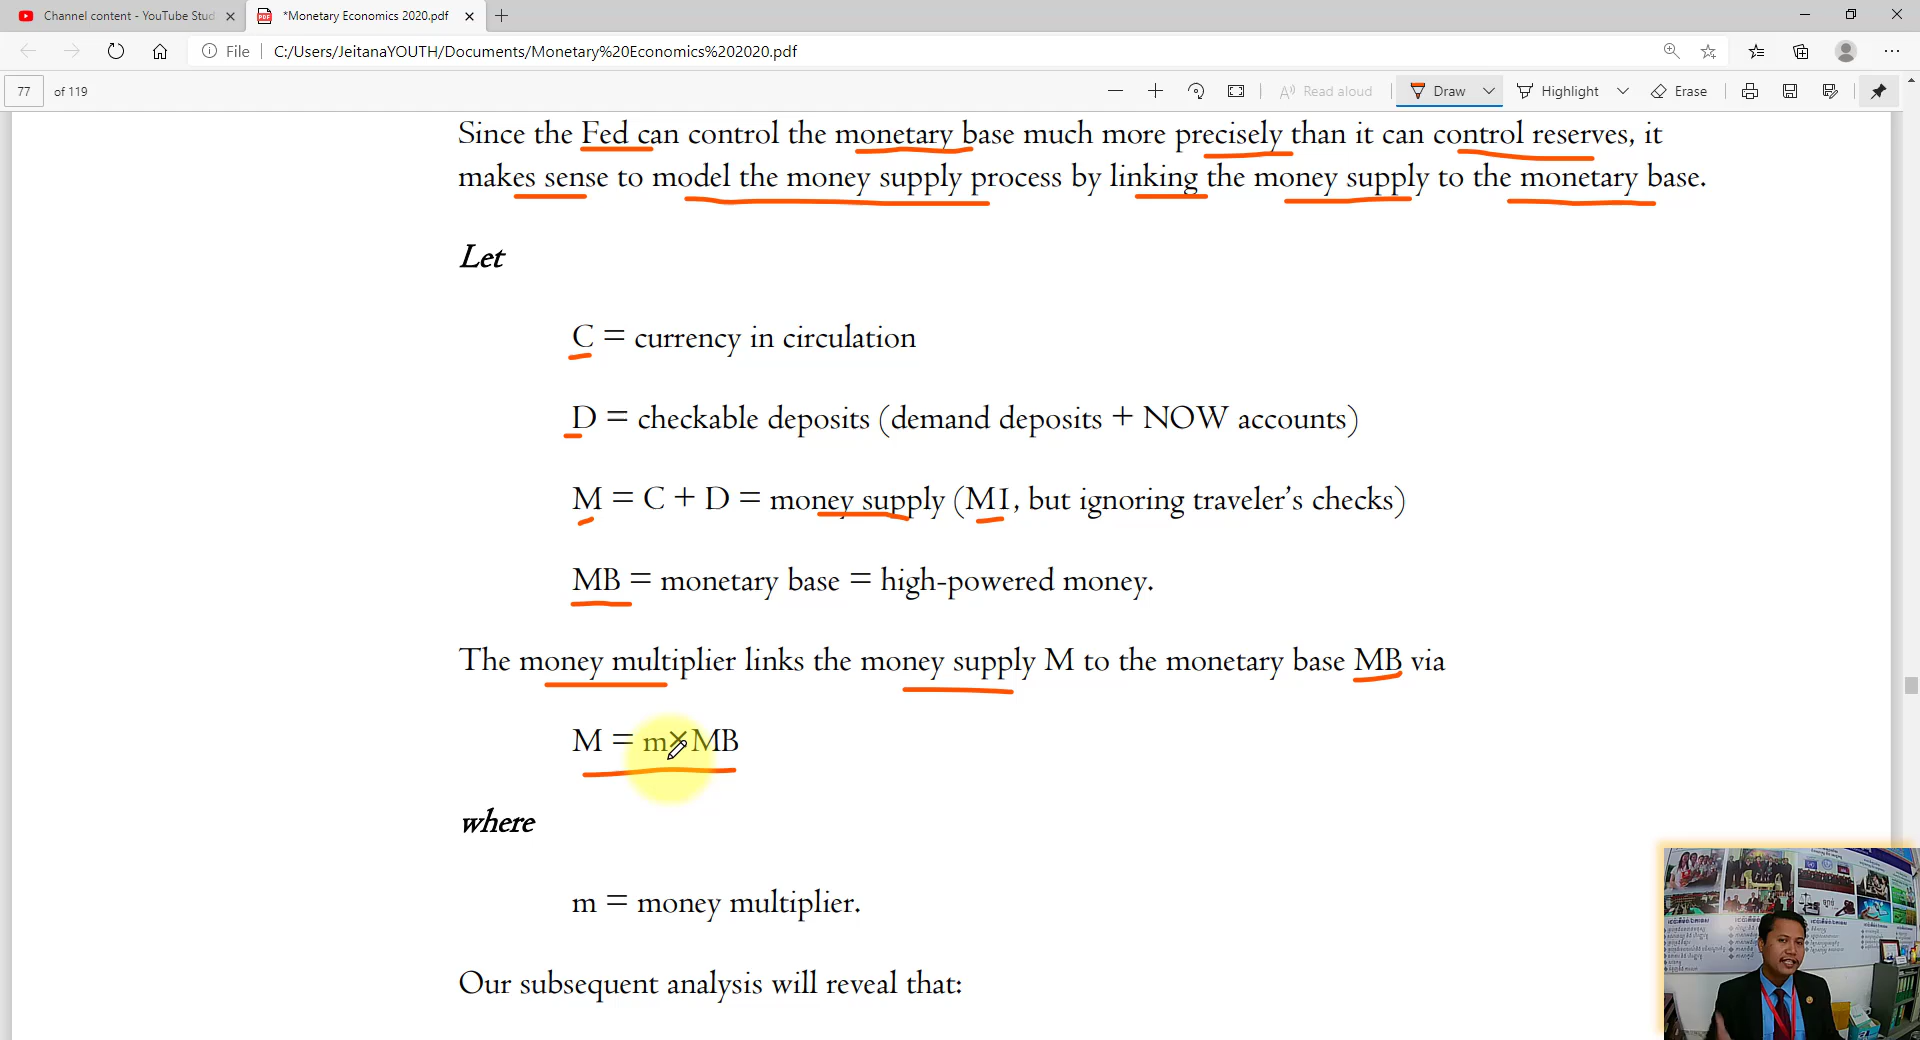 Channel content - YouTube Stud
*Monetary Economics 2020.pdf
File
C:/Users/JeitanaYOUTH/Documents/Monetary%20Economics%202020.pdf
77 of 119
Read aloud
Draw
Highlight
Erase
Since the Fed can control the monetary base much more precisely than it can control reserves, it
makes sense to model the money supply process by linking the money supply to the monetary base.
Let
C = currency in circulation
D = checkable deposits (demand deposits + NOW accounts)
M = C + D = money supply (M1, but ignoring traveler’s checks)
MB = monetary base = high-powered money.
The money multiplier links the money supply M to the monetary base MB via
M = m×MB
where
m = money multiplier.
Our subsequent analysis will reveal that: